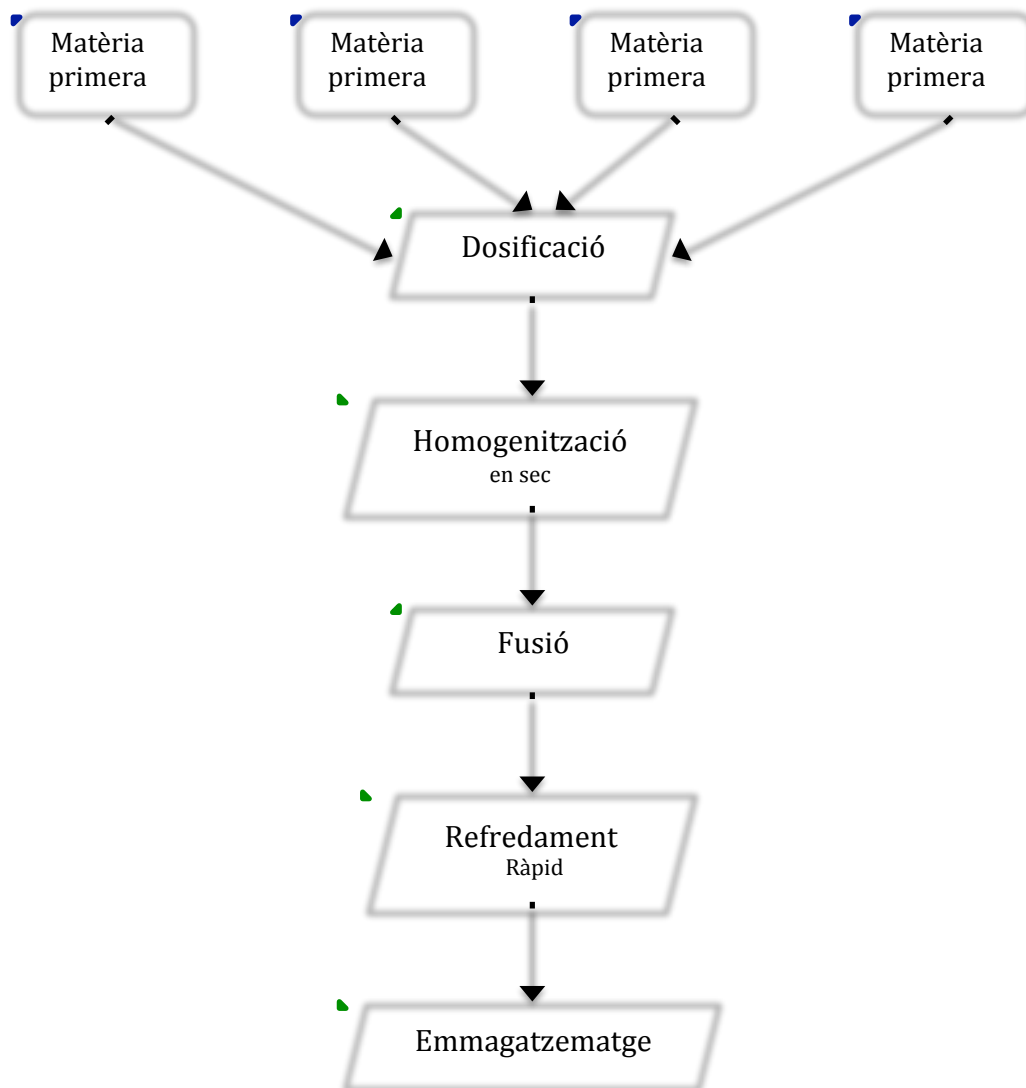 Matèria
primera
Matèria
primera
Matèria
primera
Matèria
primera
Dosificació
Homogenització
en sec
Fusió
Refredament
Ràpid
Emmagatzematge